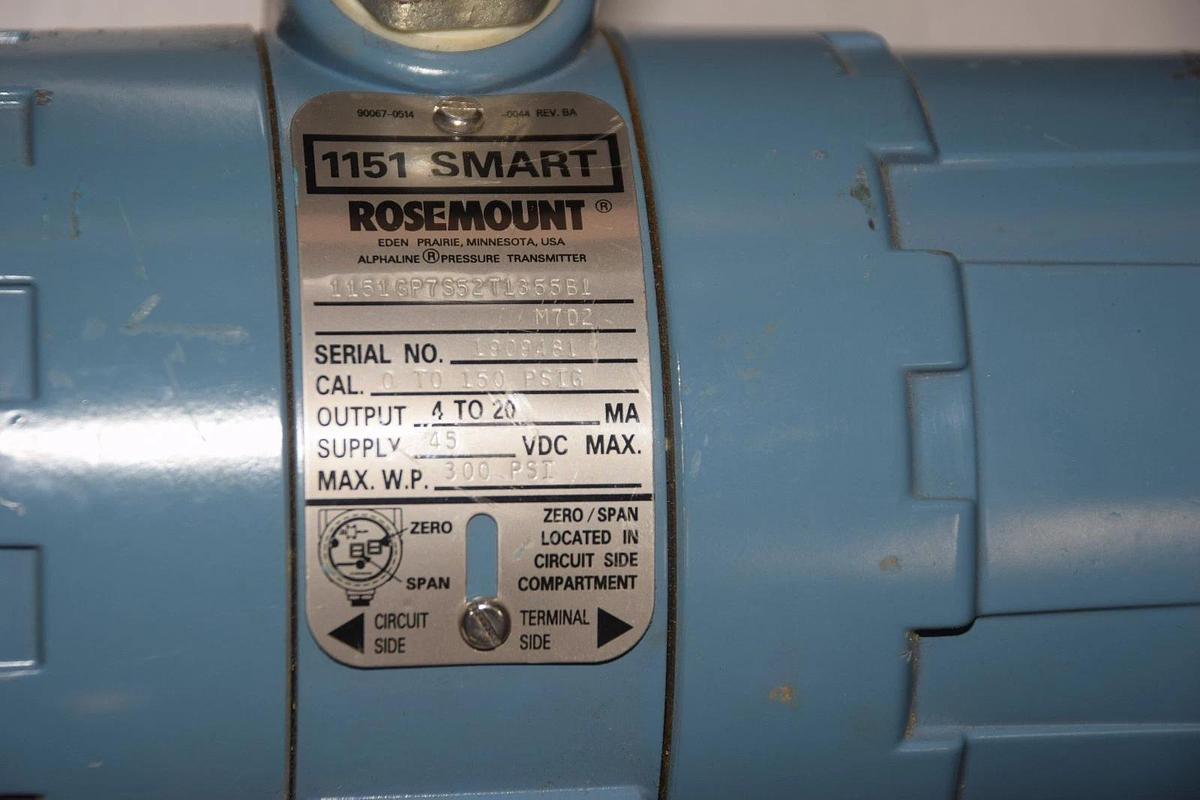 90067-0514 -0044 REV. BA
1151 SMART
ROSEMOUNT ®
EDEN PRAIRIE, MINNESOTA, USA
ALPHALINE ® PRESSURE TRANSMITTER
1151GP7S52T1355B1
M7D2
SERIAL NO. 1909481
CAL. 0 TO 150 PSIG
OUTPUT 4 TO 20 MA
SUPPLY 45 VDC MAX.
MAX. W.P. 300 PSI
ZERO
SPAN
ZERO / SPAN
LOCATED IN
CIRCUIT SIDE
COMPARTMENT
CIRCUIT
SIDE
TERMINAL
SIDE